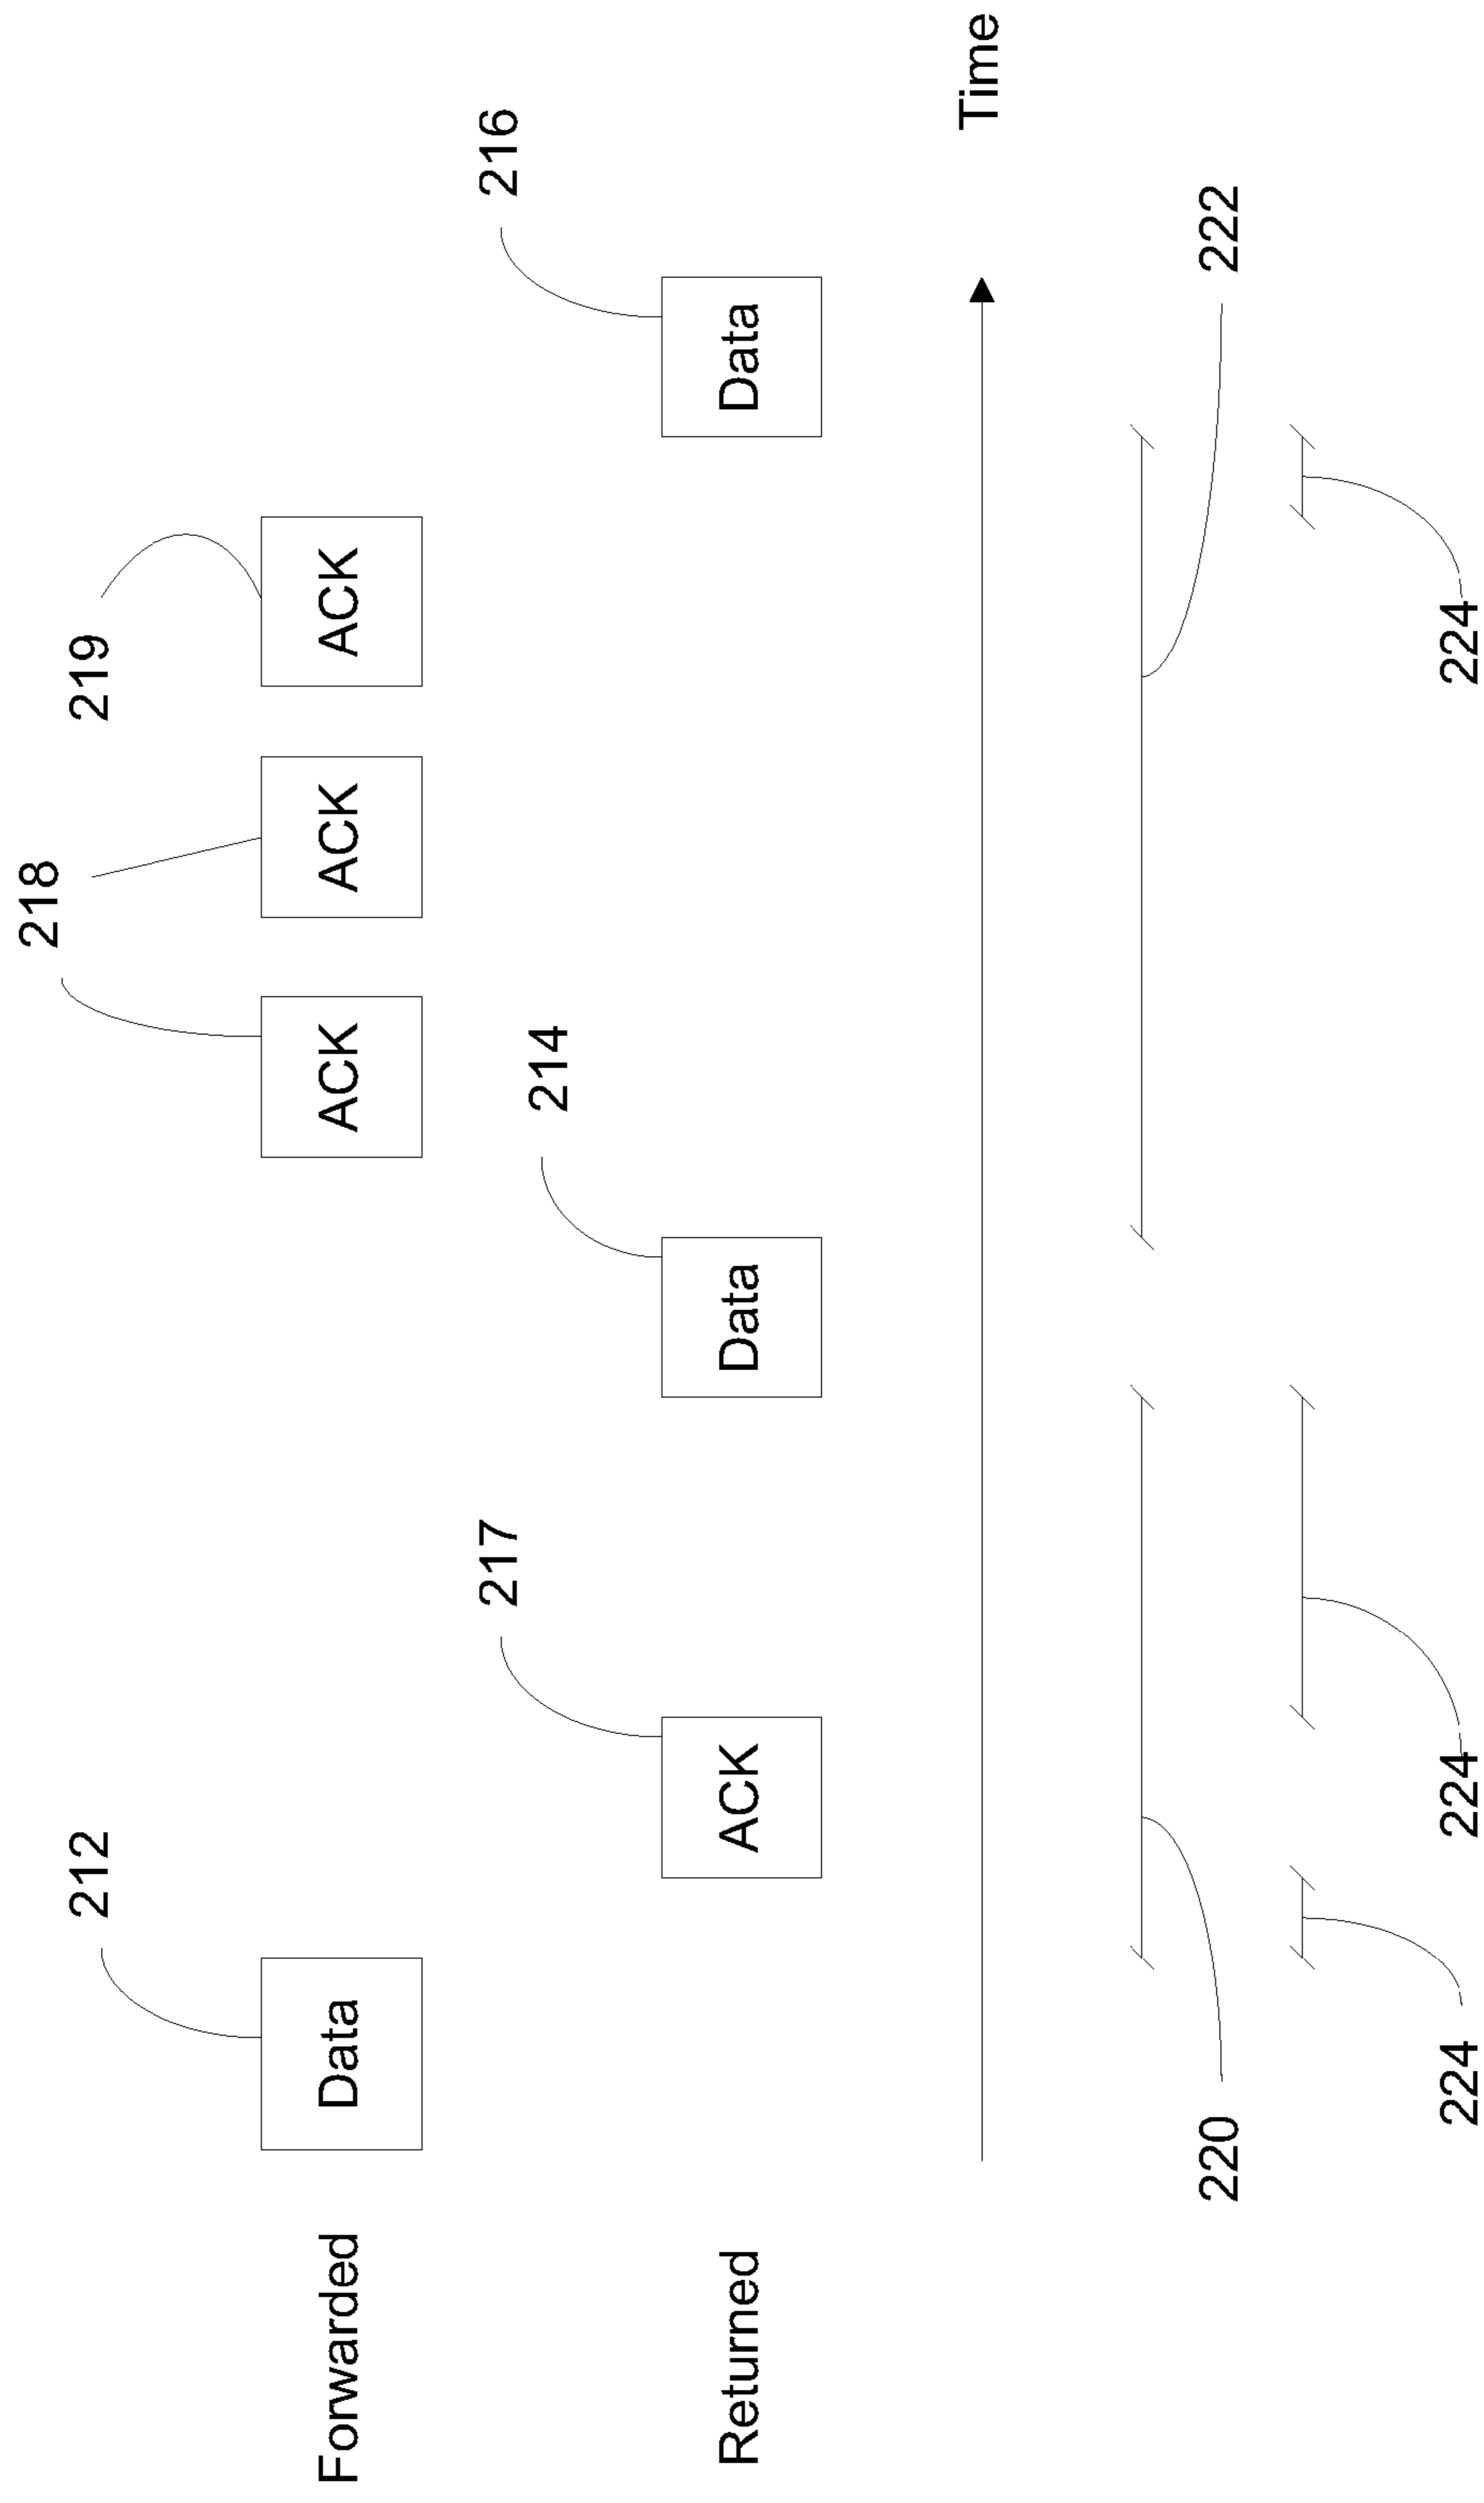 218
212
219
Forwarded
Data
ACK
ACK
ACK
217
214
216
Returned
ACK
Data
Data
Time
220
222
224
224
224